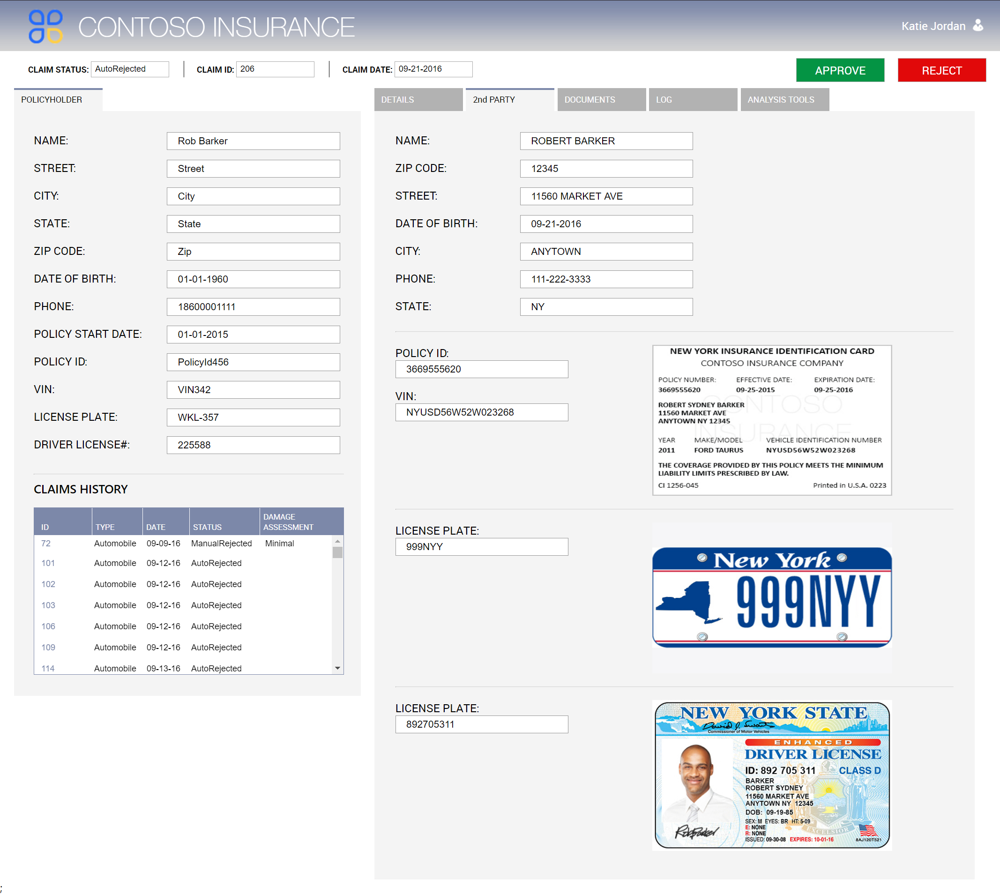 CONTOSO INSURANCE
Katie Jordan
CLAIM STATUS: AutoRejected
CLAIM ID: 206
CLAIM DATE: 09-21-2016
APPROVE
REJECT
POLICYHOLDER
NAME: Rob Barker
STREET: Street
CITY: City
STATE: State
ZIP CODE: Zip
DATE OF BIRTH: 01-01-1960
PHONE: 18600001111
POLICY START DATE: 01-01-2015
POLICY ID: PolicyId456
VIN: VIN342
LICENSE PLATE: WKL-357
DRIVER LICENSE#: 225588
CLAIMS HISTORY
ID TYPE DATE STATUS DAMAGE ASSESSMENT
72 Automobile 09-09-16 ManualRejected Minimal
101 Automobile 09-12-16 AutoRejected
102 Automobile 09-12-16 AutoRejected
103 Automobile 09-12-16 AutoRejected
106 Automobile 09-12-16 AutoRejected
109 Automobile 09-12-16 AutoRejected
114 Automobile 09-13-16 AutoRejected
DETAILS
2nd PARTY
DOCUMENTS
LOG
ANALYSIS TOOLS
NAME: ROBERT BARKER
ZIP CODE: 12345
STREET: 11560 MARKET AVE
DATE OF BIRTH: 09-21-2016
CITY: ANYTOWN
PHONE: 111-222-3333
STATE: NY
POLICY ID:
3669555620
VIN:
NYUSD56W52W023268
NEW YORK INSURANCE IDENTIFICATION CARD
CONTOSO INSURANCE COMPANY
POLICY NUMBER: EFFECTIVE DATE: EXPIRATION DATE:
3669555620 09-25-2015 09-25-2016
CONTOSO
INSURANCE
ROBERT SYDNEY BARKER
11560 MARKET AVE
ANYTOWN NY 12345
YEAR MAKE/MODEL VEHICLE IDENTIFICATION NUMBER
2011 FORD TAURUS NYUSD56W52W023268
THE COVERAGE PROVIDED BY THIS POLICY MEETS THE MINIMUM
LIABILITY LIMITS PRESCRIBED BY LAW.
CI 1256-045 Printed in U.S.A. 0223
LICENSE PLATE:
999NYY
New York
999NYY
LICENSE PLATE:
892705311
NEW YORK STATE
David J. Swarts
Commissioner of Motor Vehicles
ENHANCED
DRIVER LICENSE
ID: 892 705 311 CLASS D
BARKER
ROBERT SYDNEY
11560 MARKET AVE
ANYTOWN NY 12345
DOB: 09-19-85
SEX: M EYES: BR HT: 5-09
E: NONE
R: NONE
ISSUED: 09-30-08 EXPIRES: 10-01-16
EXCELSIOR
8AJ120T521
Rob Barker
;